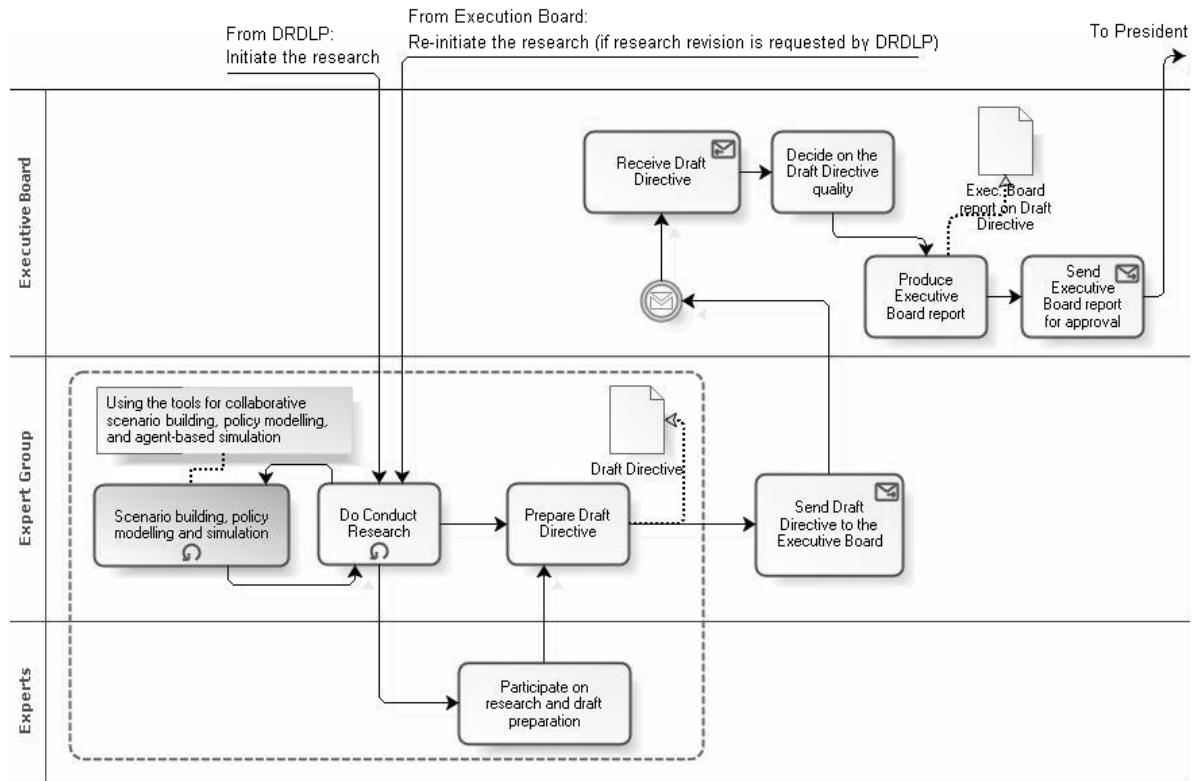 From DRDLP:
Initiate the research
From Execution Board:
Re-initiate the research (if research revision is requested by DRDLP)
To President
Executive Board
Receive Draft
Directive
Decide on the
Draft Directive
quality
Exec. Board
report on Draft
Directive
Produce
Executive
Board report
Send
Executive
Board report
for approval
Expert Group
Using the tools for collaborative
scenario building, policy modelling,
and agent-based simulation
Draft Directive
Scenario building, policy
modelling and simulation
Do Conduct
Research
Prepare Draft
Directive
Send Draft
Directive to the
Executive Board
Experts
Participate on
research and draft
preparation